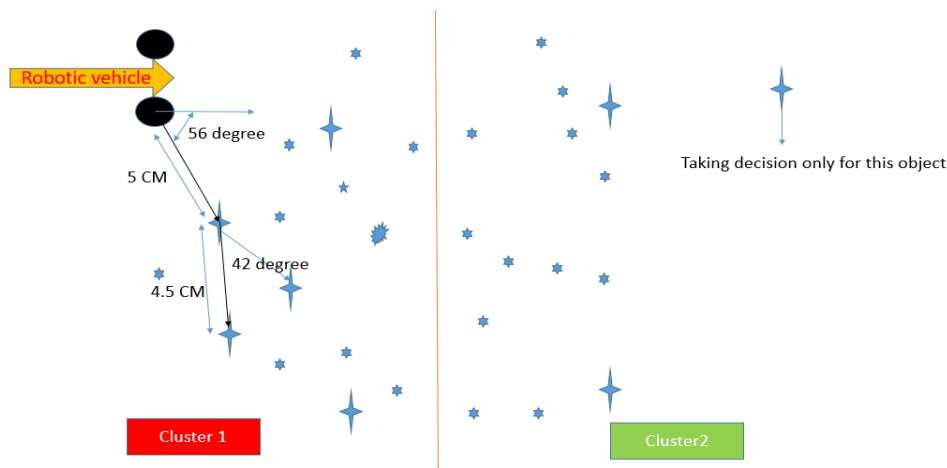 Robotic vehicle
56 degree
Taking decision only for this object
5 CM
42 degree
4.5 CM
Cluster 1
Cluster2